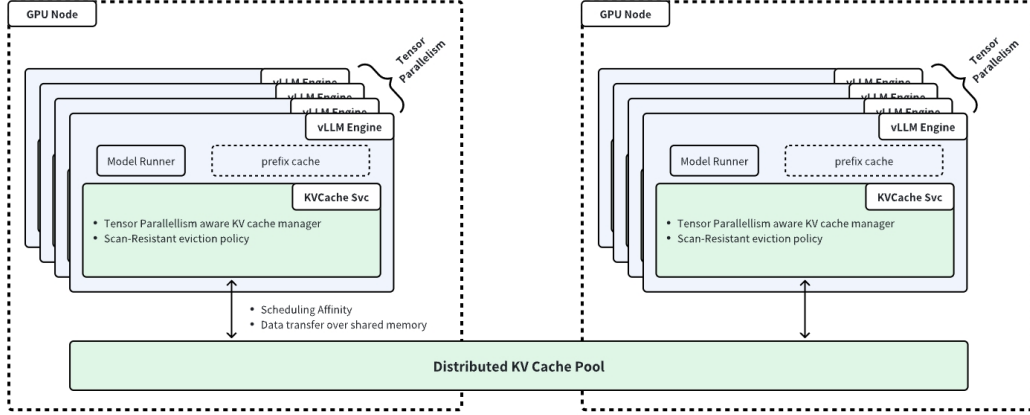 GPU Node
Tensor
Parallelism
vLLM Engine
vLLM Engine
vLLM Engine
vLLM Engine
Model Runner
prefix cache
KVCache Svc
• Tensor Parallellism aware KV cache manager
• Scan-Resistant eviction policy
• Scheduling Affinity
• Data transfer over shared memory
GPU Node
Tensor
Parallelism
vLLM Engine
vLLM Engine
vLLM Engine
vLLM Engine
Model Runner
prefix cache
KVCache Svc
• Tensor Parallellism aware KV cache manager
• Scan-Resistant eviction policy
Distributed KV Cache Pool